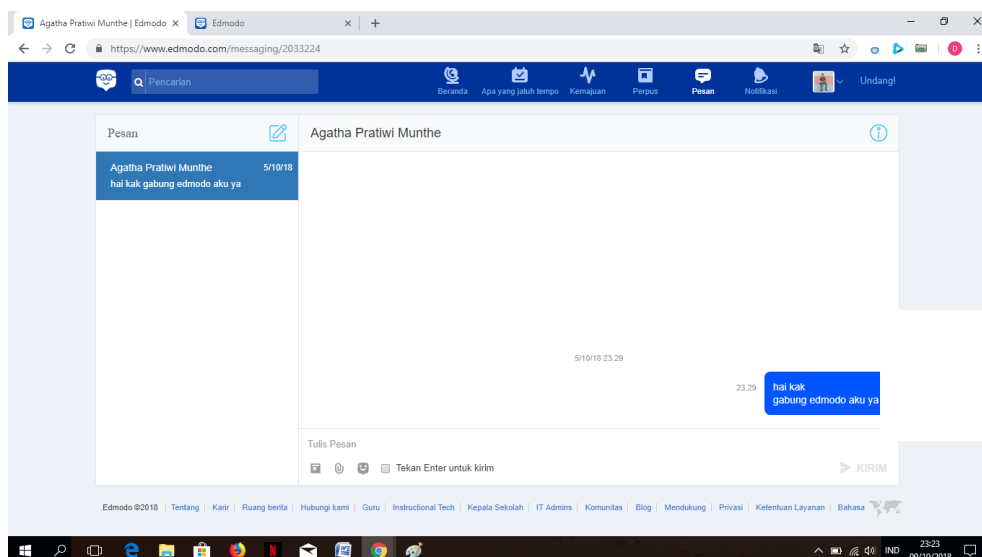 Agatha Pratiwi Munthe | Edmodo
Edmodo
https://www.edmodo.com/messaging/2033224
D
Pencarian
Beranda
Apa yang jatuh tempo
Kemajuan
Perpus
Pesan
Notifikasi
Undang!
Pesan
Agatha Pratiwi Munthe
Agatha Pratiwi Munthe 5/10/18
hai kak gabung edmodo aku ya
5/10/18 23.29
23.29
hai kak
gabung edmodo aku ya
Tulis Pesan
Tekan Enter untuk kirim
KIRIM
Edmodo ©2018 | Tentang | Karir | Ruang berita | Hubungi kami | Guru | Instructional Tech | Kepala Sekolah | IT Admins | Komunitas | Blog | Mendukung | Privasi | Ketentuan Layanan | Bahasa
IND
23:23
09/10/2018